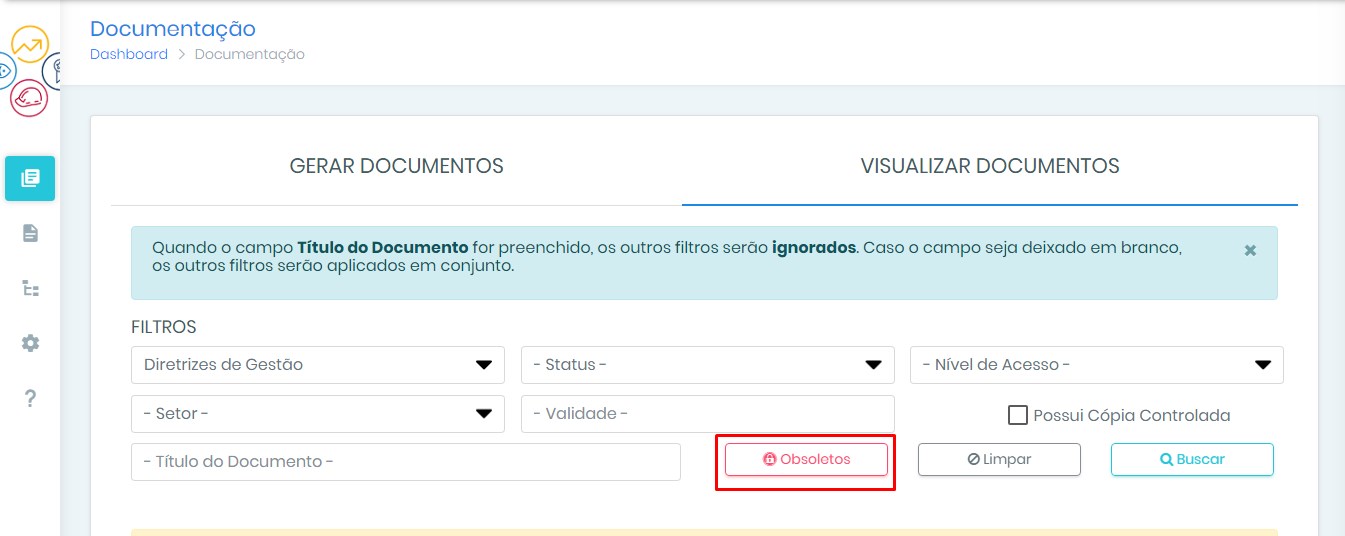 Documentação
Dashboard > Documentação
GERAR DOCUMENTOS
VISUALIZAR DOCUMENTOS
Quando o campo Título do Documento for preenchido, os outros filtros serão ignorados. Caso o campo seja deixado em branco,
os outros filtros serão aplicados em conjunto.
×
FILTROS
Diretrizes de Gestão
- Status -
- Nível de Acesso -
- Setor -
- Validade -
Possui Cópia Controlada
- Título do Documento -
Obsoletos
Limpar
Buscar
?